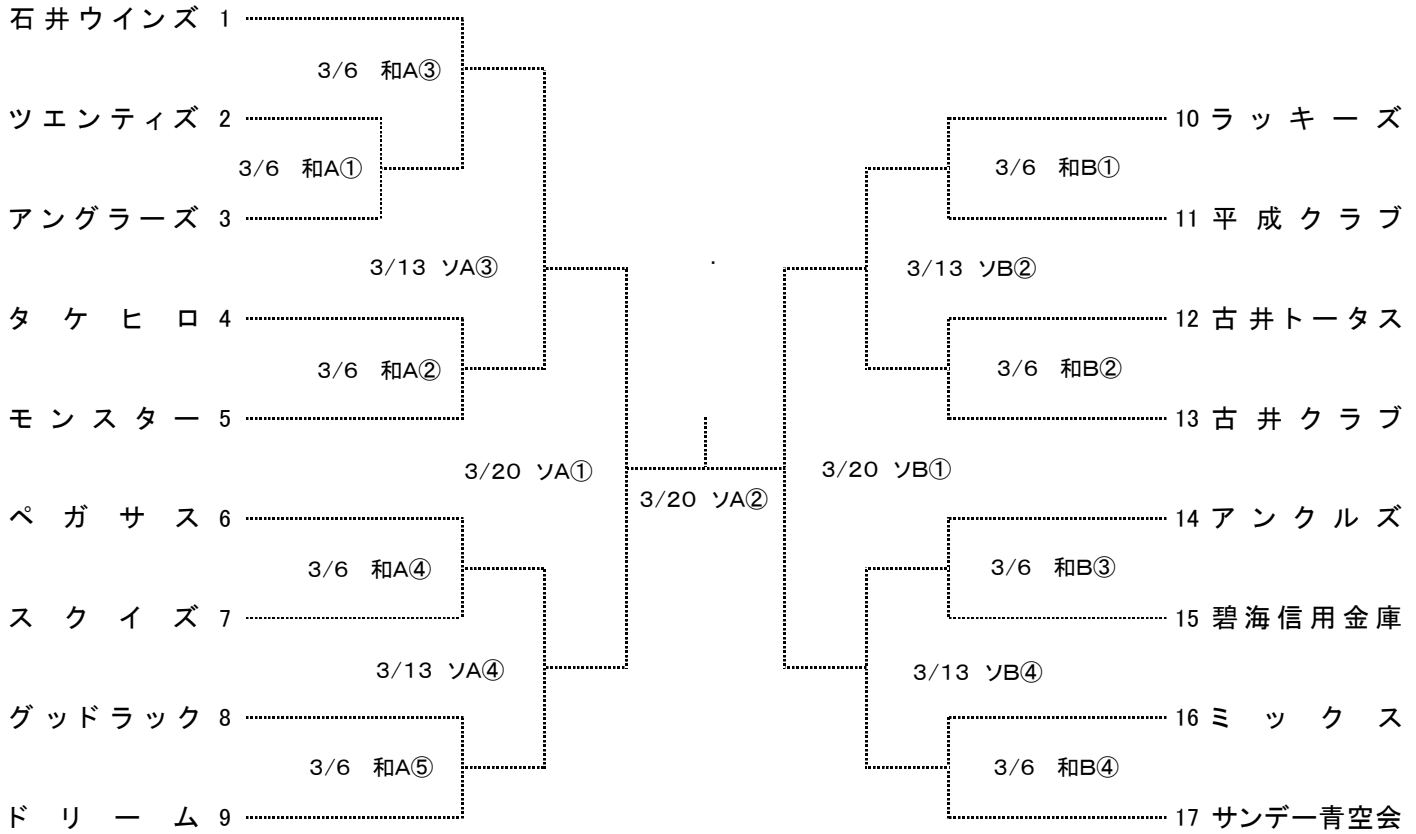 石井ウインズ 1
3/6 和A③
ツエンティズ 2
3/6 和A①
アングラーズ 3
3/13 ソA③
タケヒロ 4
3/6 和A②
モンスター 5
3/20 ソA①
ペガサス 6
3/6 和A④
スクイズ 7
3/13 ソA④
グッドラック 8
3/6 和A⑤
ドリーム 9
3/20 ソA②
10 ラッキーズ
3/6 和B①
11 平成クラブ
3/13 ソB②
12 古井トータス
3/6 和B②
13 古井クラブ
3/20 ソB①
14 アンクルズ
3/6 和B③
15 碧海信用金庫
3/13 ソB④
16 ミックス
3/6 和B④
17 サンデー青空会